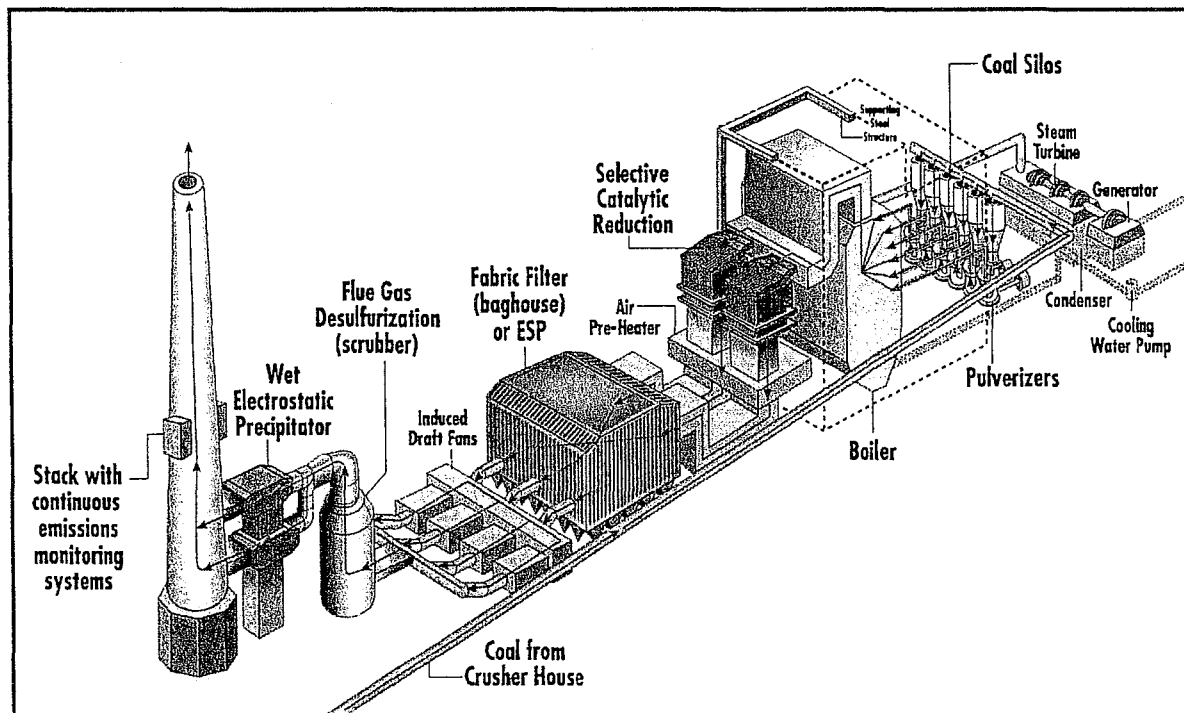 Coal Silos
Supporting
Steel
Structure
Steam
Turbine
Generator
Selective
Catalytic
Reduction
Condenser
Cooling
Water Pump
Pulverizers
Boiler
Air
Pre-Heater
Fabric Filter
(baghouse)
or ESP
Flue Gas
Desulfurization
(scrubber)
Induced
Draft Fans
Wet
Electrostatic
Precipitator
Stack with
continuous
emissions
monitoring
systems
Coal from
Crusher House